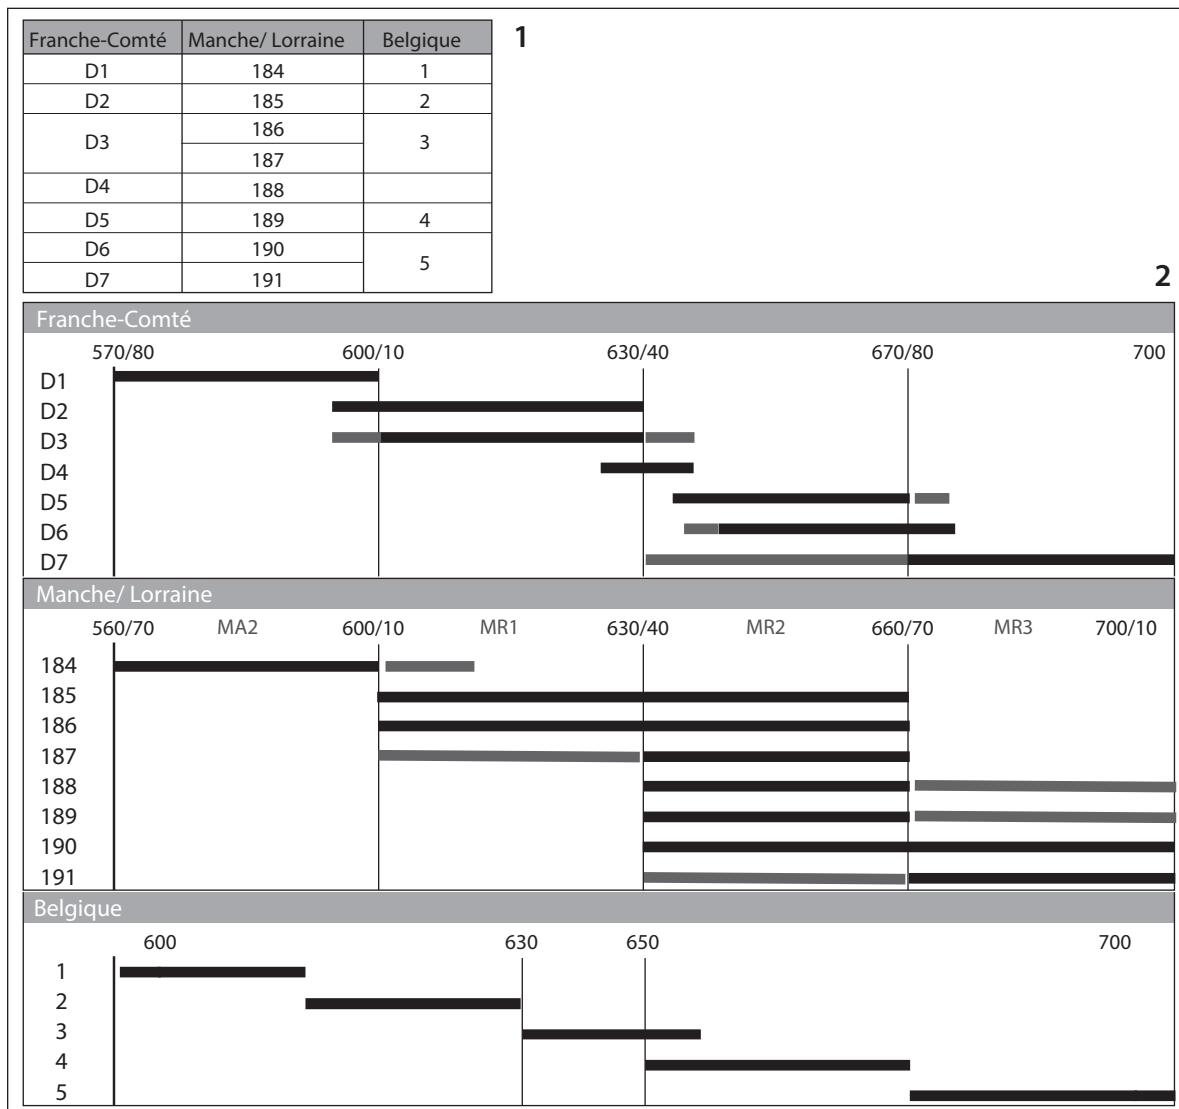 1
Franche-Comté Manche/ Lorraine Belgique
D1 184 1
D2 185 2
D3 186 3
187
D4 188
D5 189 4
D6 190 5
D7 191
2
Franche-Comté
570/80 600/10 630/40 670/80 700
D1
D2
D3
D4
D5
D6
D7
Manche/ Lorraine
560/70 MA2 600/10 MR1 630/40 MR2 660/70 MR3 700/10
184
185
186
187
188
189
190
191
Belgique
600 630 650 700
1
2
3
4
5